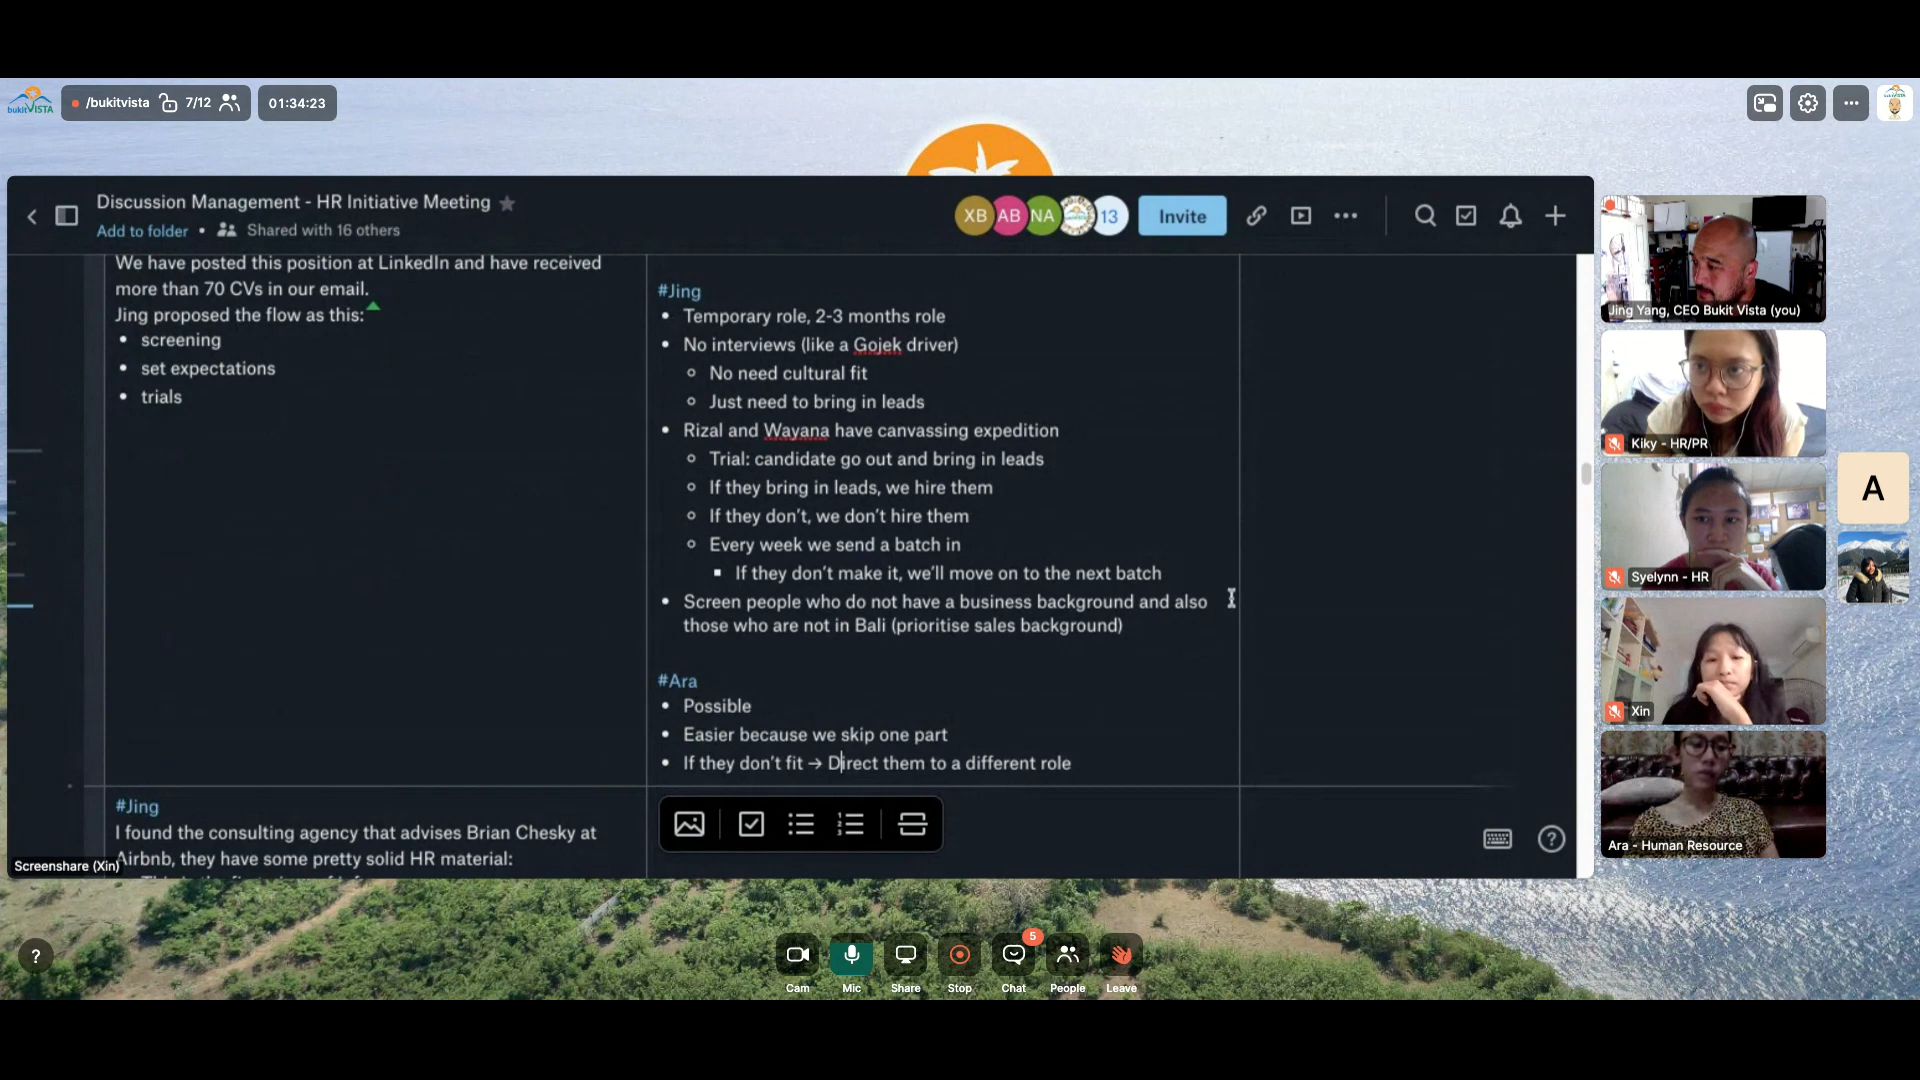 bukitVISTA
/bukitvista
7/12
01:34:23
Discussion Management - HR Initiative Meeting
Add to folder • Shared with 16 others
XB
AB
NA
13
Invite
We have posted this position at LinkedIn and have received
more than 70 CVs in our email.
Jing proposed the flow as this:
• screening
• set expectations
• trials
#Jing
• Temporary role, 2-3 months role
• No interviews (like a Gojek driver)
◦ No need cultural fit
◦ Just need to bring in leads
• Rizal and Wayana have canvassing expedition
◦ Trial: candidate go out and bring in leads
◦ If they bring in leads, we hire them
◦ If they don't, we don't hire them
◦ Every week we send a batch in
▪ If they don't make it, we'll move on to the next batch
• Screen people who do not have a business background and also
those who are not in Bali (prioritise sales background)
#Ara
• Possible
• Easier because we skip one part
• If they don't fit → Direct them to a different role
#Jing
I found the consulting agency that advises Brian Chesky at
Airbnb, they have some pretty solid HR material:
Screenshare (Xin)
Jing Yang, CEO Bukit Vista (you)
Kiky - HR/PR
Syelynn - HR
Xin
Ara - Human Resource
A
?
?
5
Cam
Mic
Share
Stop
Chat
People
Leave